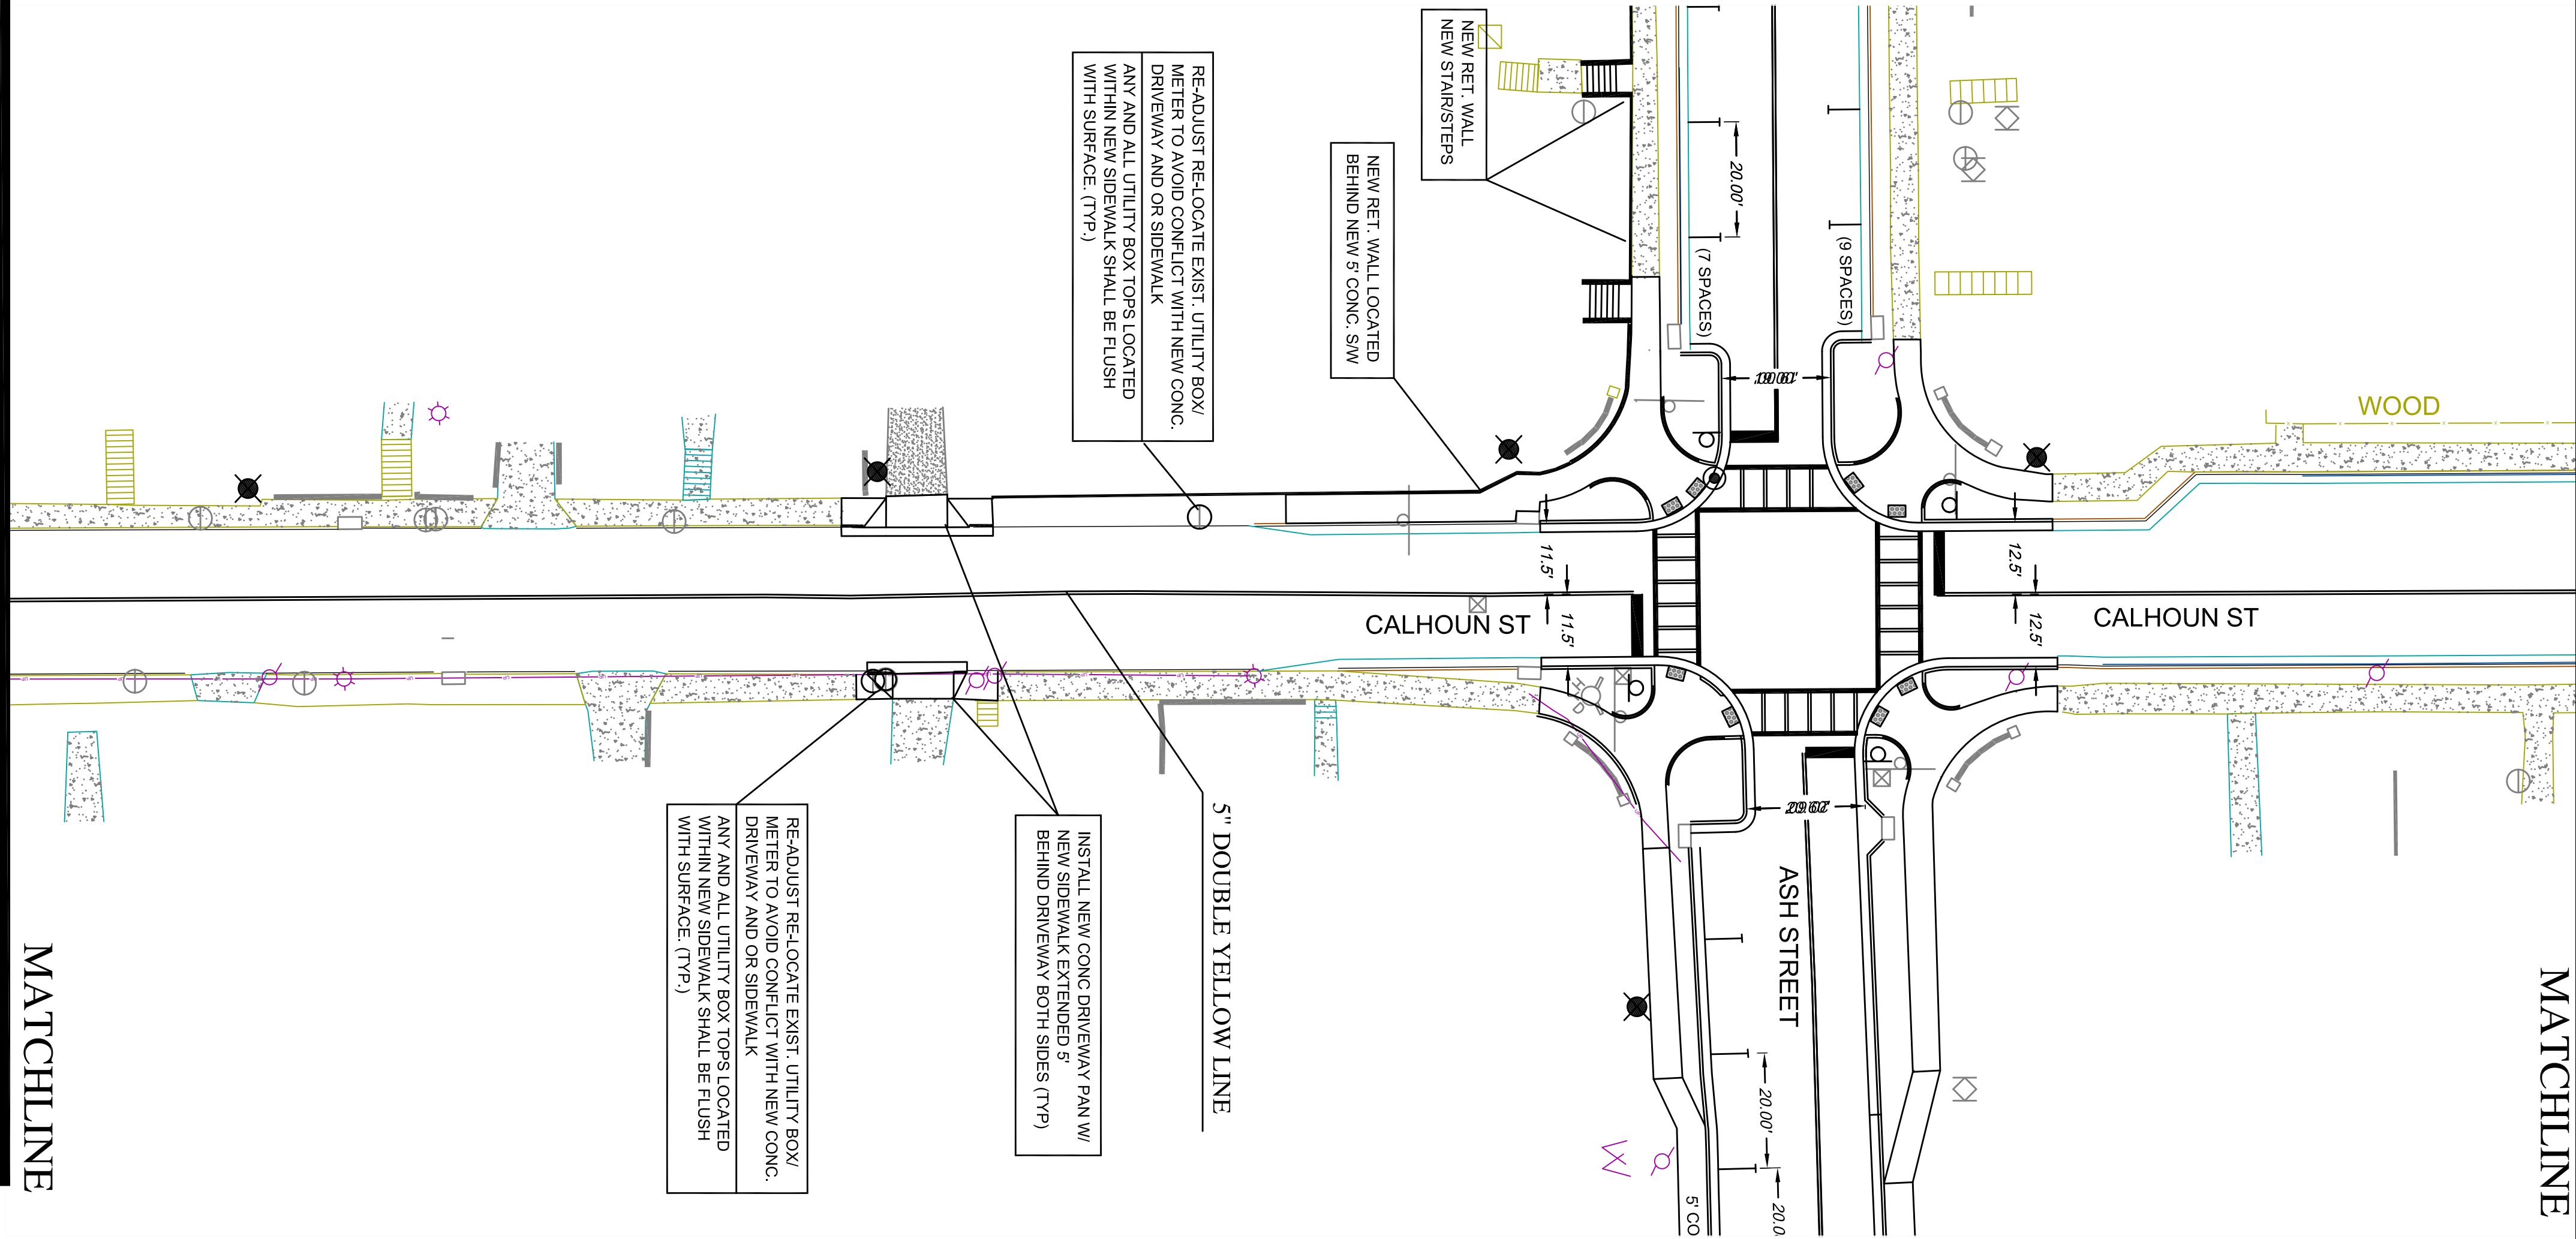 NEW RET. WALL
NEW STAIR/STEPS
RE-ADJUST RE-LOCATE EXIST. UTILITY BOX/
METER TO AVOID CONFLICT WITH NEW CONC.
DRIVEWAY AND OR SIDEWALK
ANY AND ALL UTILITY BOX TOPS LOCATED
WITHIN NEW SIDEWALK SHALL BE FLUSH
WITH SURFACE. (TYP.)
NEW RET. WALL LOCATED
BEHIND NEW 5' CONC. S/W
20.00'
(7 SPACES)
(9 SPACES)
WOOD
11.5'
11.5'
12.5'
12.5'
CALHOUN ST
CALHOUN ST
RE-ADJUST RE-LOCATE EXIST. UTILITY BOX/
METER TO AVOID CONFLICT WITH NEW CONC.
DRIVEWAY AND OR SIDEWALK
ANY AND ALL UTILITY BOX TOPS LOCATED
WITHIN NEW SIDEWALK SHALL BE FLUSH
WITH SURFACE. (TYP.)
INSTALL NEW CONC DRIVEWAY PAN W/
NEW SIDEWALK EXTENDED 5'
BEHIND DRIVEWAY BOTH SIDES (TYP)
5" DOUBLE YELLOW LINE
ASH STREET
20.00'
20.0
5' CO
W
MATCHLINE
MATCHLINE